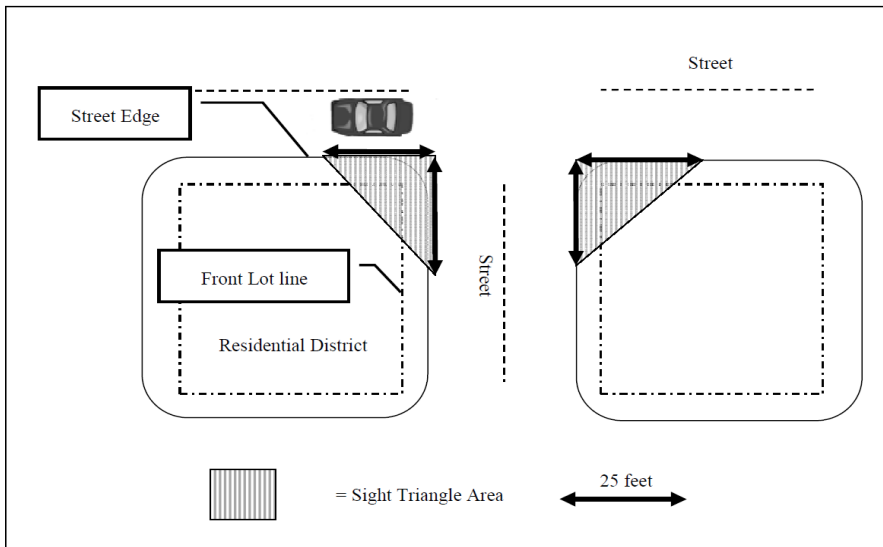 Street
Street Edge
Front Lot line
Street
Residential District
= Sight Triangle Area
25 feet